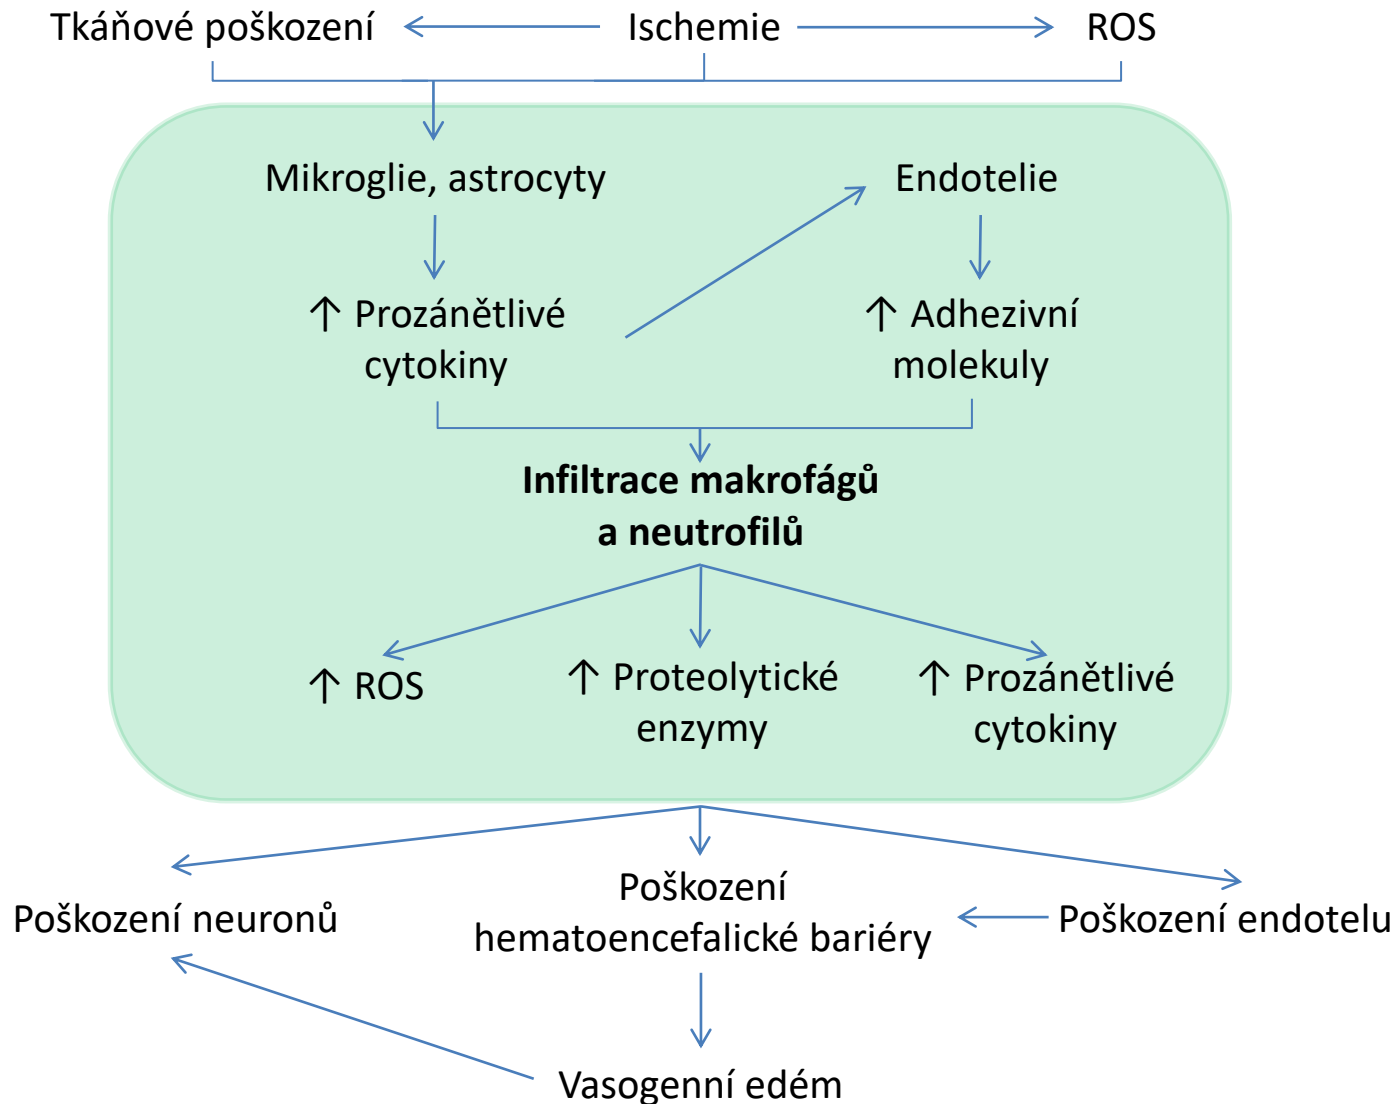 Tkáňové poškození
Ischemie
ROS
Mikroglie, astrocyty
Endotelie
↑ Prozánětlivé
cytokiny
↑ Adhezivní
molekuly
Infiltrace makrofágů
a neutrofilů
↑ ROS
↑ Proteolytické
enzymy
↑ Prozánětlivé
cytokiny
Poškození neuronů
Poškození
hematoencefalické bariéry
Poškození endotelu
Vasogenní edém